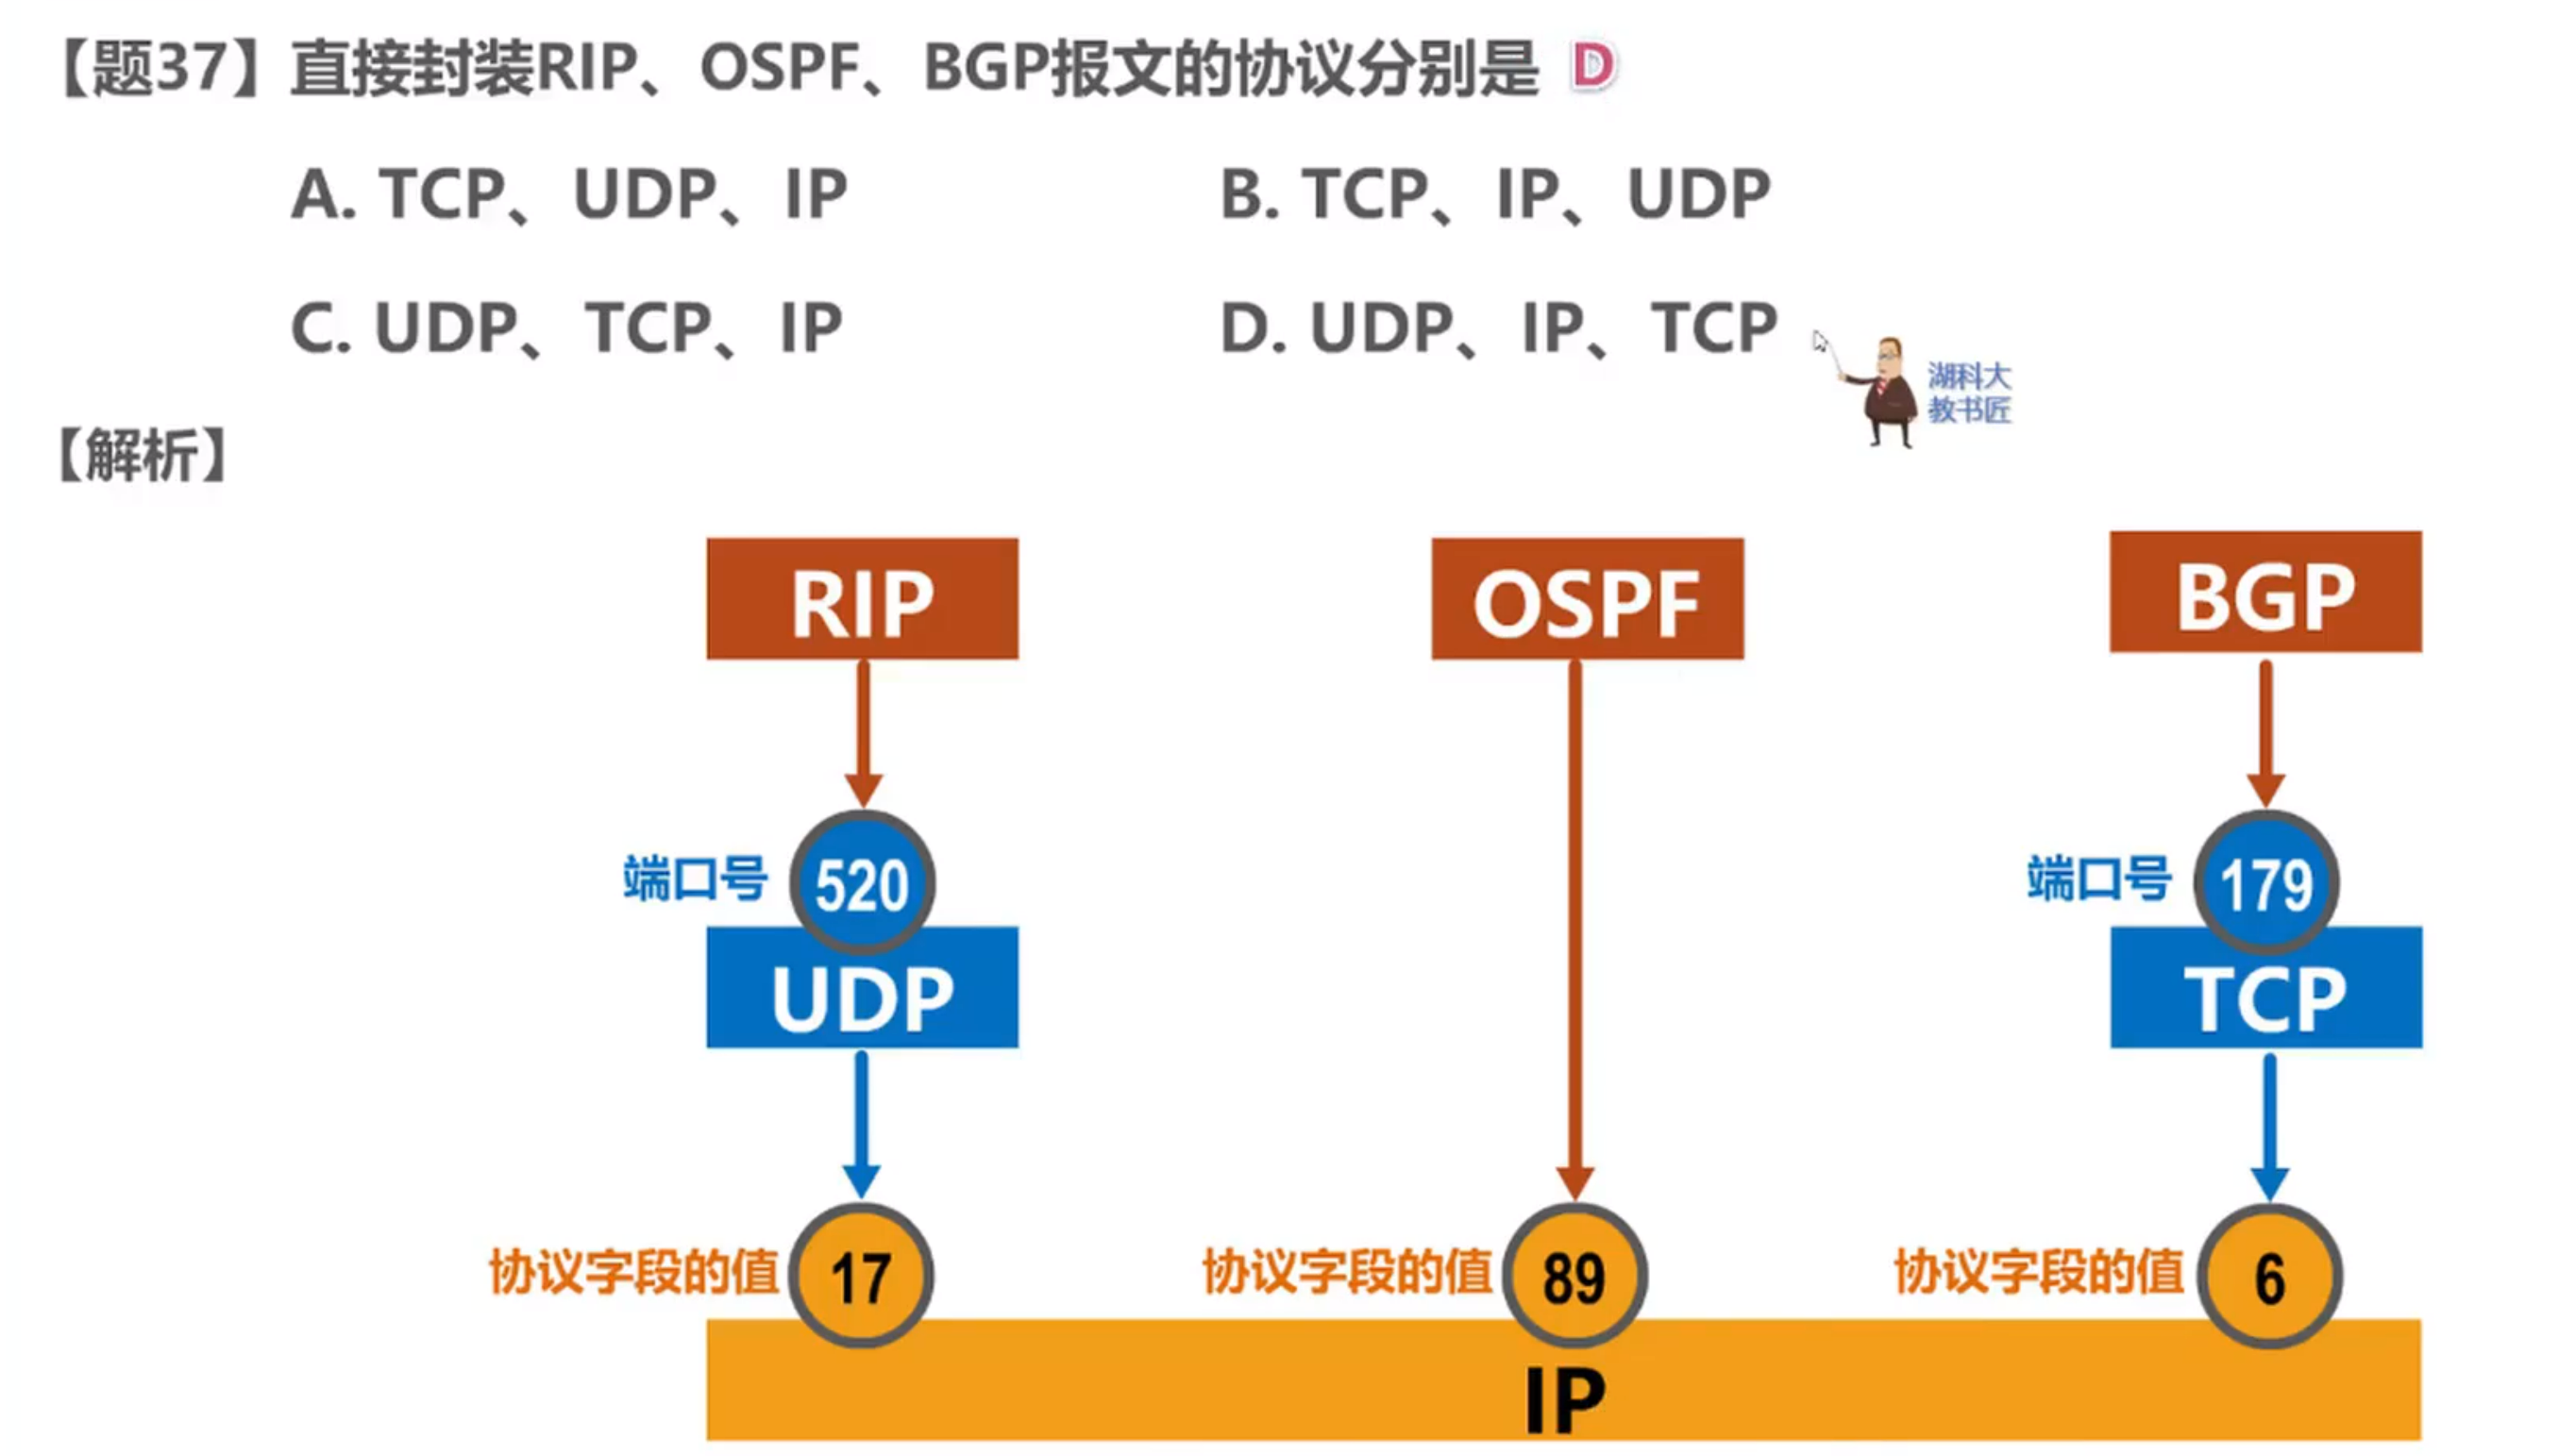 【题37】直接封装RIP、OSPF、BGP报文的协议分别是 D
A. TCP、UDP、IP
B. TCP、IP、UDP
C. UDP、TCP、IP
D. UDP、IP、TCP
湖科大
教书匠
【解析】
RIP
OSPF
BGP
端口号
520
端口号
179
UDP
TCP
协议字段的值
17
协议字段的值
89
协议字段的值
6
IP